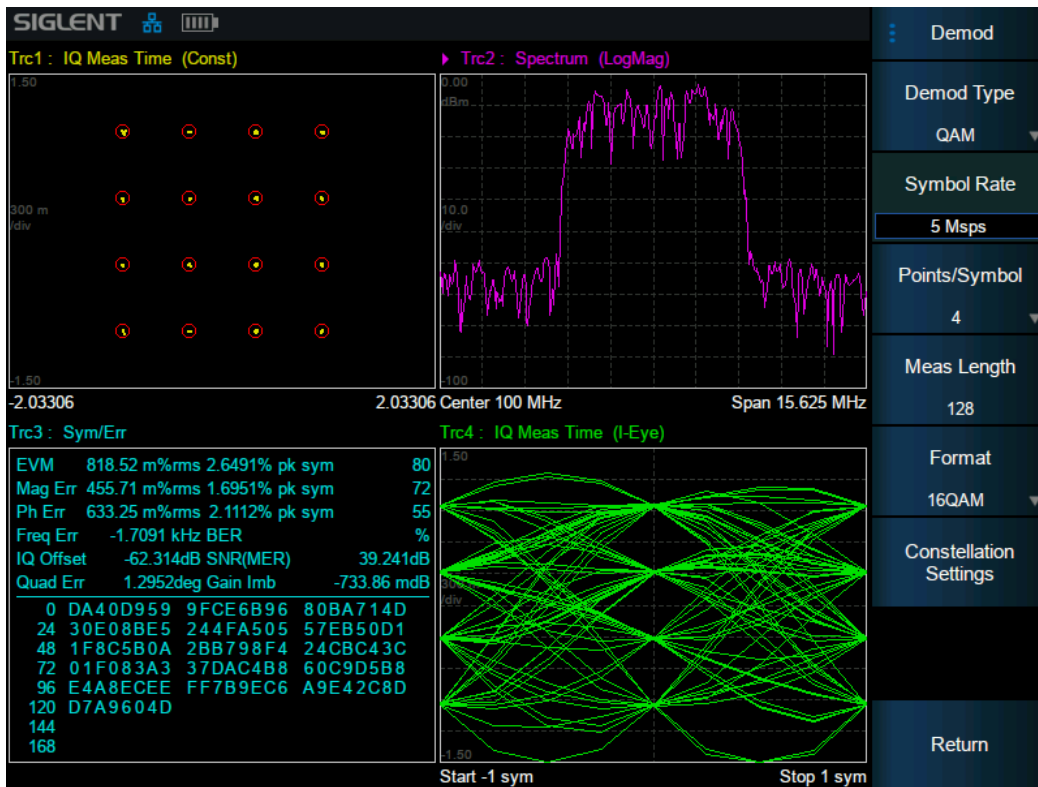 SIGLENT
Trc1 : IQ Meas Time (Const)
1.50
300 m
/div
-1.50
-2.03306 2.03306
Trc2 : Spectrum (LogMag)
0.00
dBm
10.0
/div
-100
Center 100 MHz Span 15.625 MHz
Trc3 : Sym/Err
EVM 818.52 m%rms 2.6491% pk sym 80
Mag Err 455.71 m%rms 1.6951% pk sym 72
Ph Err 633.25 m%rms 2.1112% pk sym 55
Freq Err -1.7091 kHz BER %
IQ Offset -62.314dB SNR(MER) 39.241dB
Quad Err 1.2952deg Gain Imb -733.86 mdB
0 DA40D959 9FCE6B96 80BA714D
24 30E08BE5 244FA505 57EB50D1
48 1F8C5B0A 2BB798F4 24CBC43C
72 01F083A3 37DAC4B8 60C9D5B8
96 E4A8ECEE FF7B9EC6 A9E42C8D
120 D7A9604D
144
168
Trc4 : IQ Meas Time (I-Eye)
1.50
/div
-1.50
Start -1 sym Stop 1 sym
Demod
Demod Type
QAM
Symbol Rate
5 Msps
Points/Symbol
4
Meas Length
128
Format
16QAM
Constellation
Settings
Return